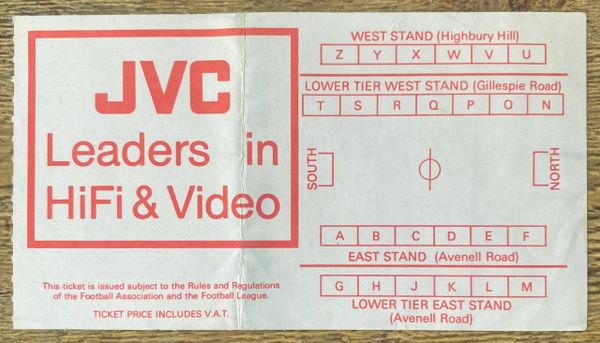 JVC
Leaders in
HiFi & Video
This ticket is issued subject to the Rules and Regulations
of the Football Association and the Football League.
TICKET PRICE INCLUDES V.A.T.
WEST STAND (Highbury Hill)
Z Y X W V U
LOWER TIER WEST STAND (Gillespie Road)
T S R Q P O N
SOUTH
NORTH
A B C D E F
EAST STAND (Avenell Road)
G H J K L M
LOWER TIER EAST STAND
(Avenell Road)